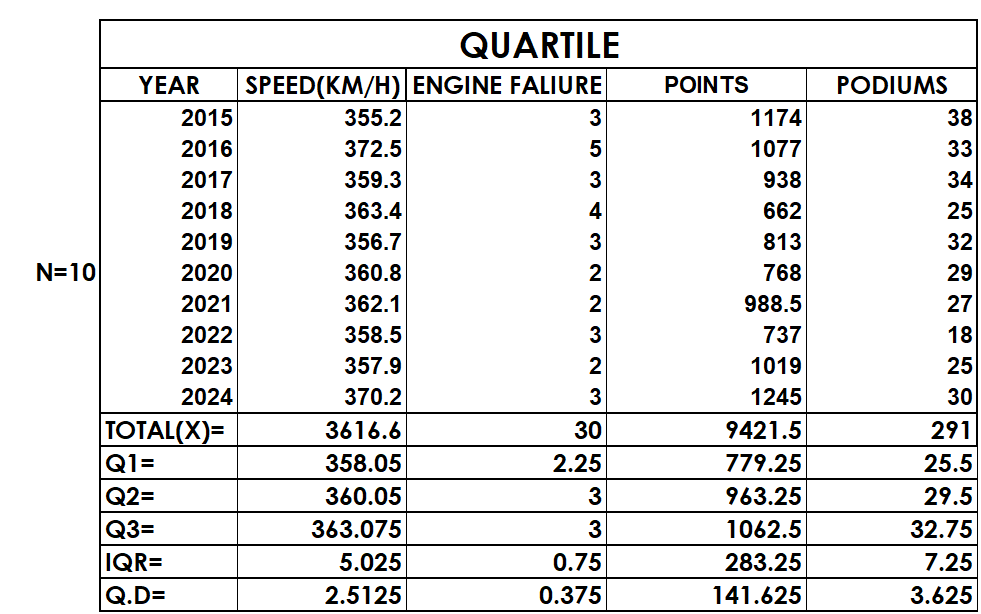 QUARTILE
YEAR SPEED(KM/H) ENGINE FALIURE POINTS PODIUMS
2015 355.2 3 1174 38
2016 372.5 5 1077 33
2017 359.3 3 938 34
2018 363.4 4 662 25
2019 356.7 3 813 32
N=10 2020 360.8 2 768 29
2021 362.1 2 988.5 27
2022 358.5 3 737 18
2023 357.9 2 1019 25
2024 370.2 3 1245 30
TOTAL(X)= 3616.6 30 9421.5 291
Q1= 358.05 2.25 779.25 25.5
Q2= 360.05 3 963.25 29.5
Q3= 363.075 3 1062.5 32.75
IQR= 5.025 0.75 283.25 7.25
Q.D= 2.5125 0.375 141.625 3.625